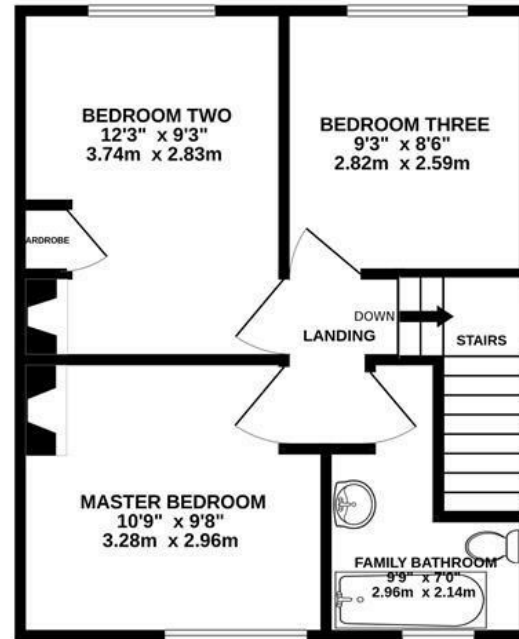 BEDROOM TWO
12'3" x 9'3"
3.74m x 2.83m
BEDROOM THREE
9'3" x 8'6"
2.82m x 2.59m
ARDROBE
DOWN
LANDING
STAIRS
MASTER BEDROOM
10'9" x 9'8"
3.28m x 2.96m
FAMILY BATHROOM
9'9" x 7'0"
2.96m x 2.14m